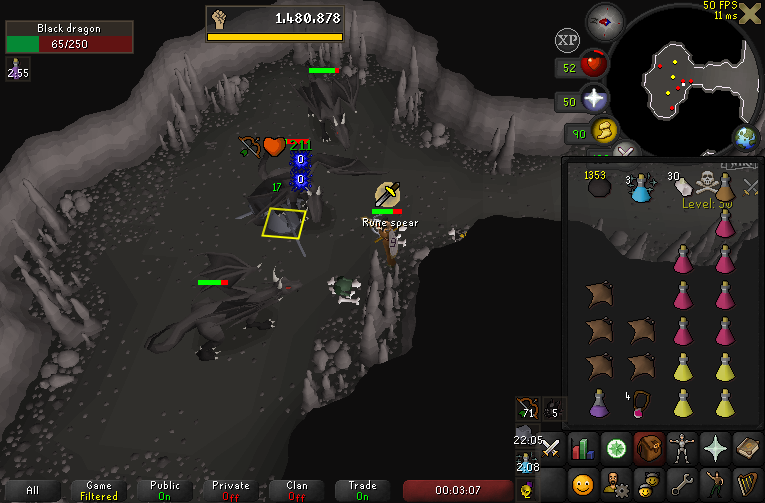 Black dragon
65/250
2:55
1,480,878
50 FPS
11 ms
XP
52
50
90
211
0
0
17
Rune spear
1353
3
30
Level: 50
4
71
5
22:05
2:08
All
Game
Filtered
Public
On
Private
Off
Clan
Off
Trade
On
00:03:07